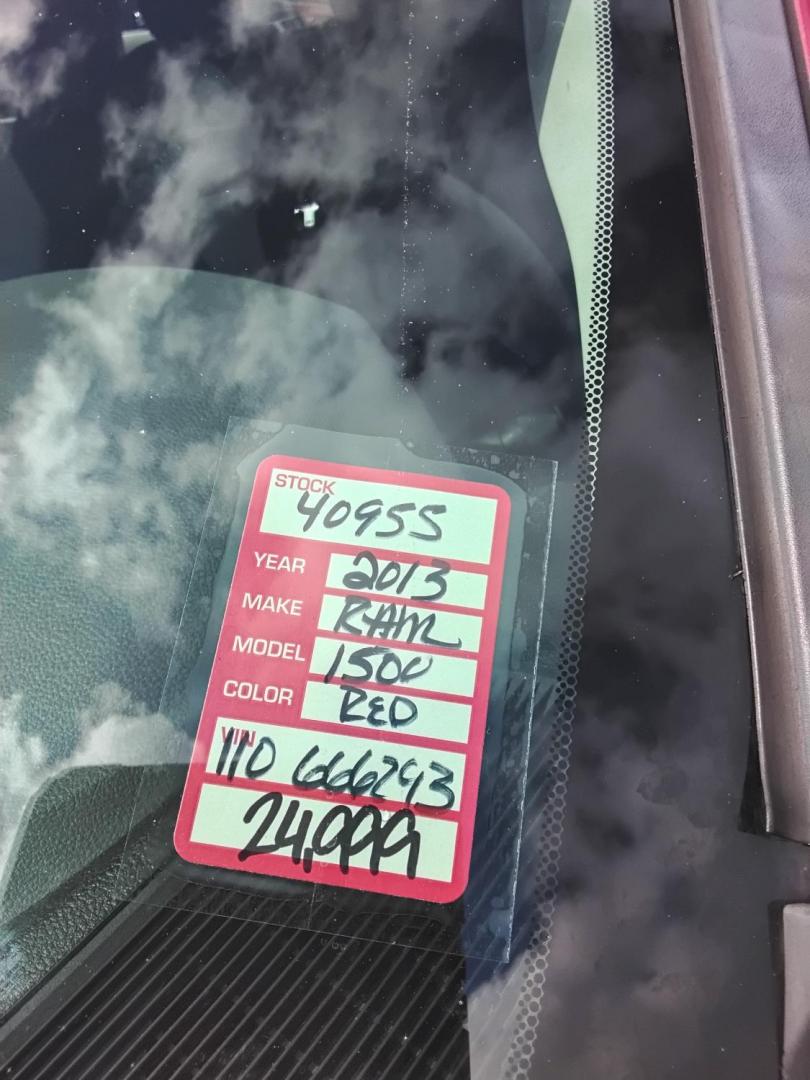 STOCK
40955
YEAR 2013
MAKE RAM
MODEL 1500
COLOR RED
VIN
110 666293
24,999